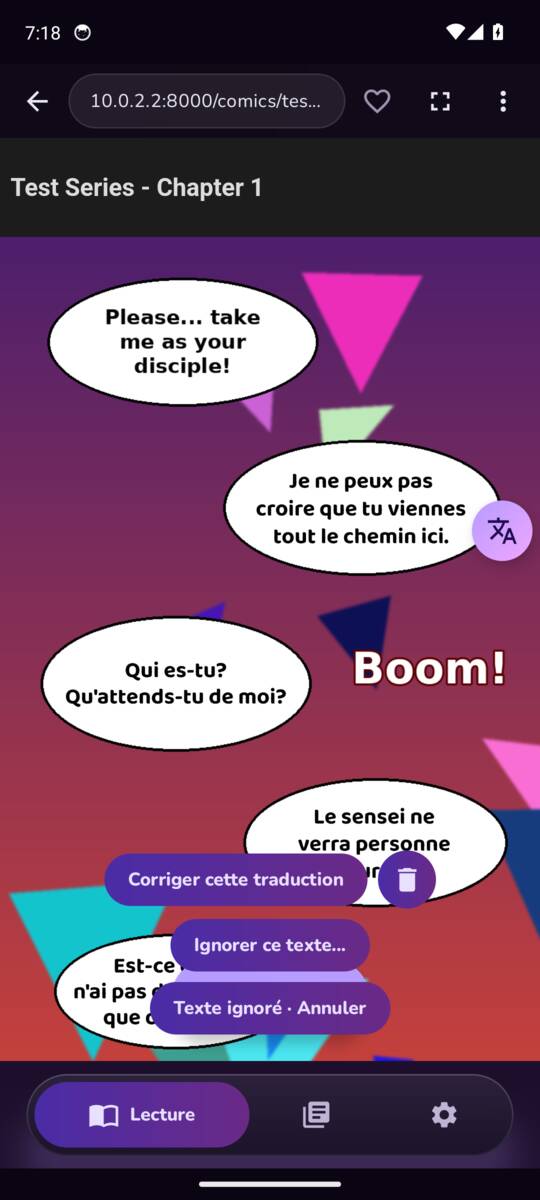 7:18
10.0.2.2:8000/comics/tes...
Test Series - Chapter 1
Please... take
me as your
disciple!
Je ne peux pas
croire que tu viennes
tout le chemin ici.
Qui es-tu?
Qu'attends-tu de moi?
Boom!
Le sensei ne
verra personne
Corriger cette traduction
Ignorer ce texte...
Est-ce
n'ai pas
que
Texte ignoré · Annuler
Lecture